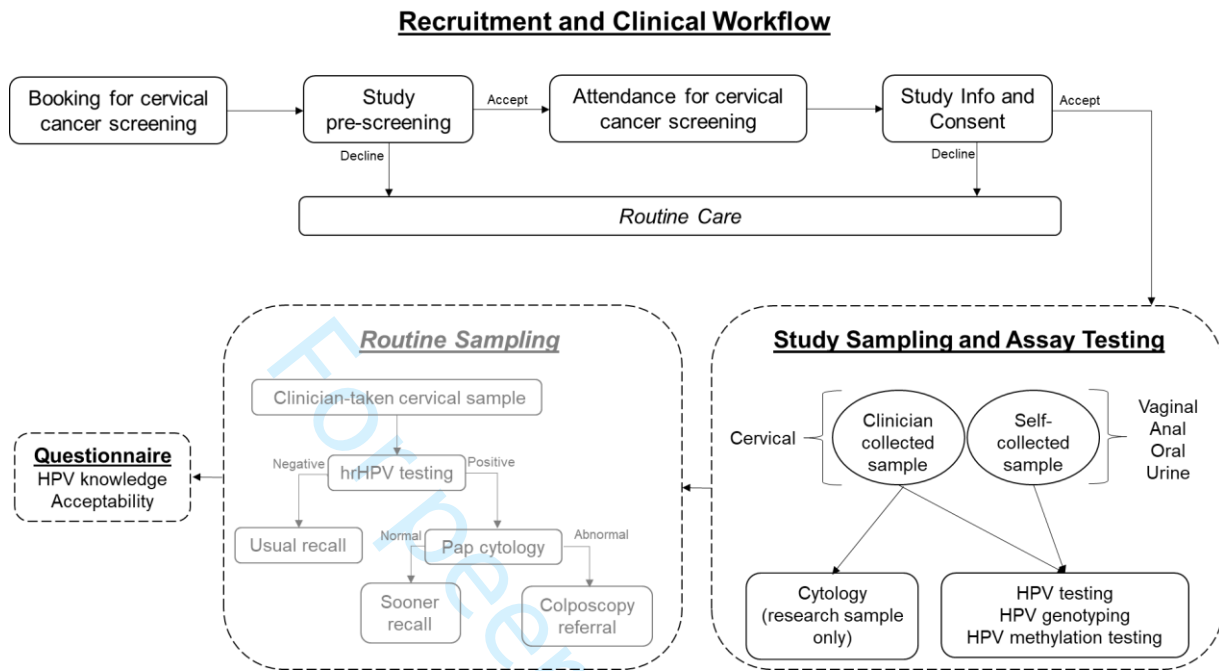 Recruitment and Clinical Workflow
Booking for cervical
cancer screening
Study
pre-screening
Accept
Attendance for cervical
cancer screening
Study Info and
Consent
Accept
Decline
Decline
Routine Care
Routine Sampling
Clinician-taken cervical sample
Negative
hrHPV testing
Positive
Usual recall
Normal
Pap cytology
Abnormal
Sooner
recall
Colposcopy
referral
Questionnaire
HPV knowledge
Acceptability
Study Sampling and Assay Testing
Cervical
Clinician
collected
sample
Self-
collected
sample
Vaginal
Anal
Oral
Urine
Cytology
(research sample
only)
HPV testing
HPV genotyping
HPV methylation testing
For peer